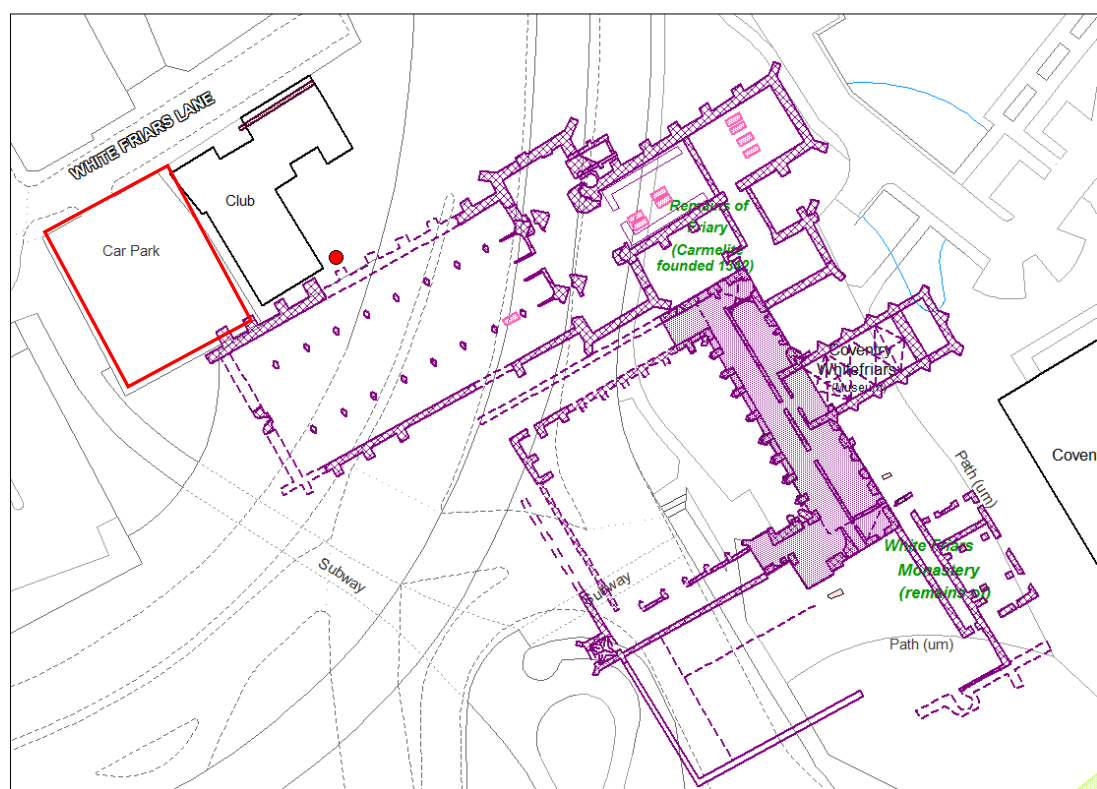 WHITE FRIARS LANE
Club
Car Park
Remains of
Friary
(Carmelite
founded 1342)
Coventry
Whitefriars
(Museum)
Coven
Path (um)
White Friars
Monastery
(remains of)
Subway
Subway
Path (um)